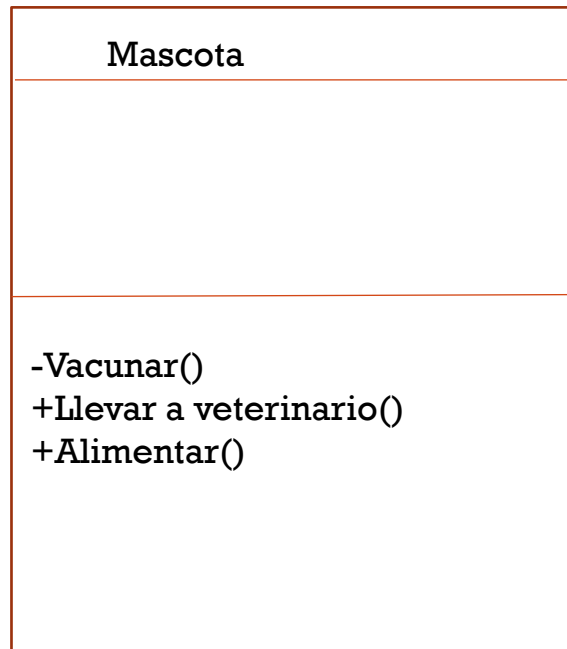 Mascota
-Vacunar()
+Llevar a veterinario()
+Alimentar()